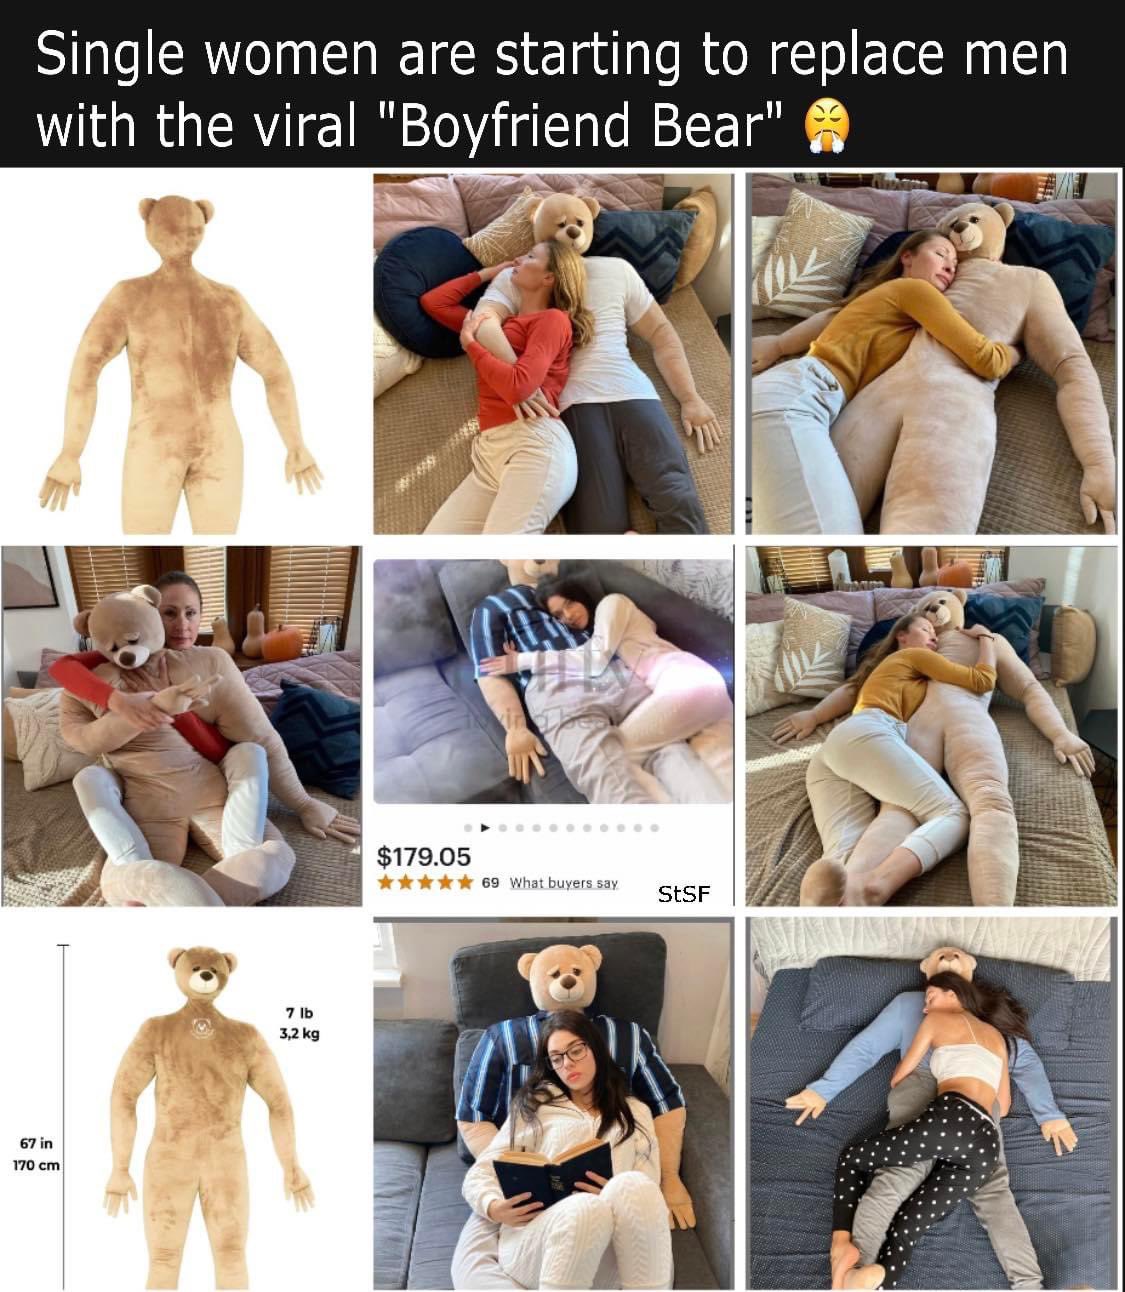 Single women are starting to replace men
with the viral "Boyfriend Bear" 😤
$179.05
69 What buyers say
StSF
7 lb
3,2 kg
67 in
170 cm